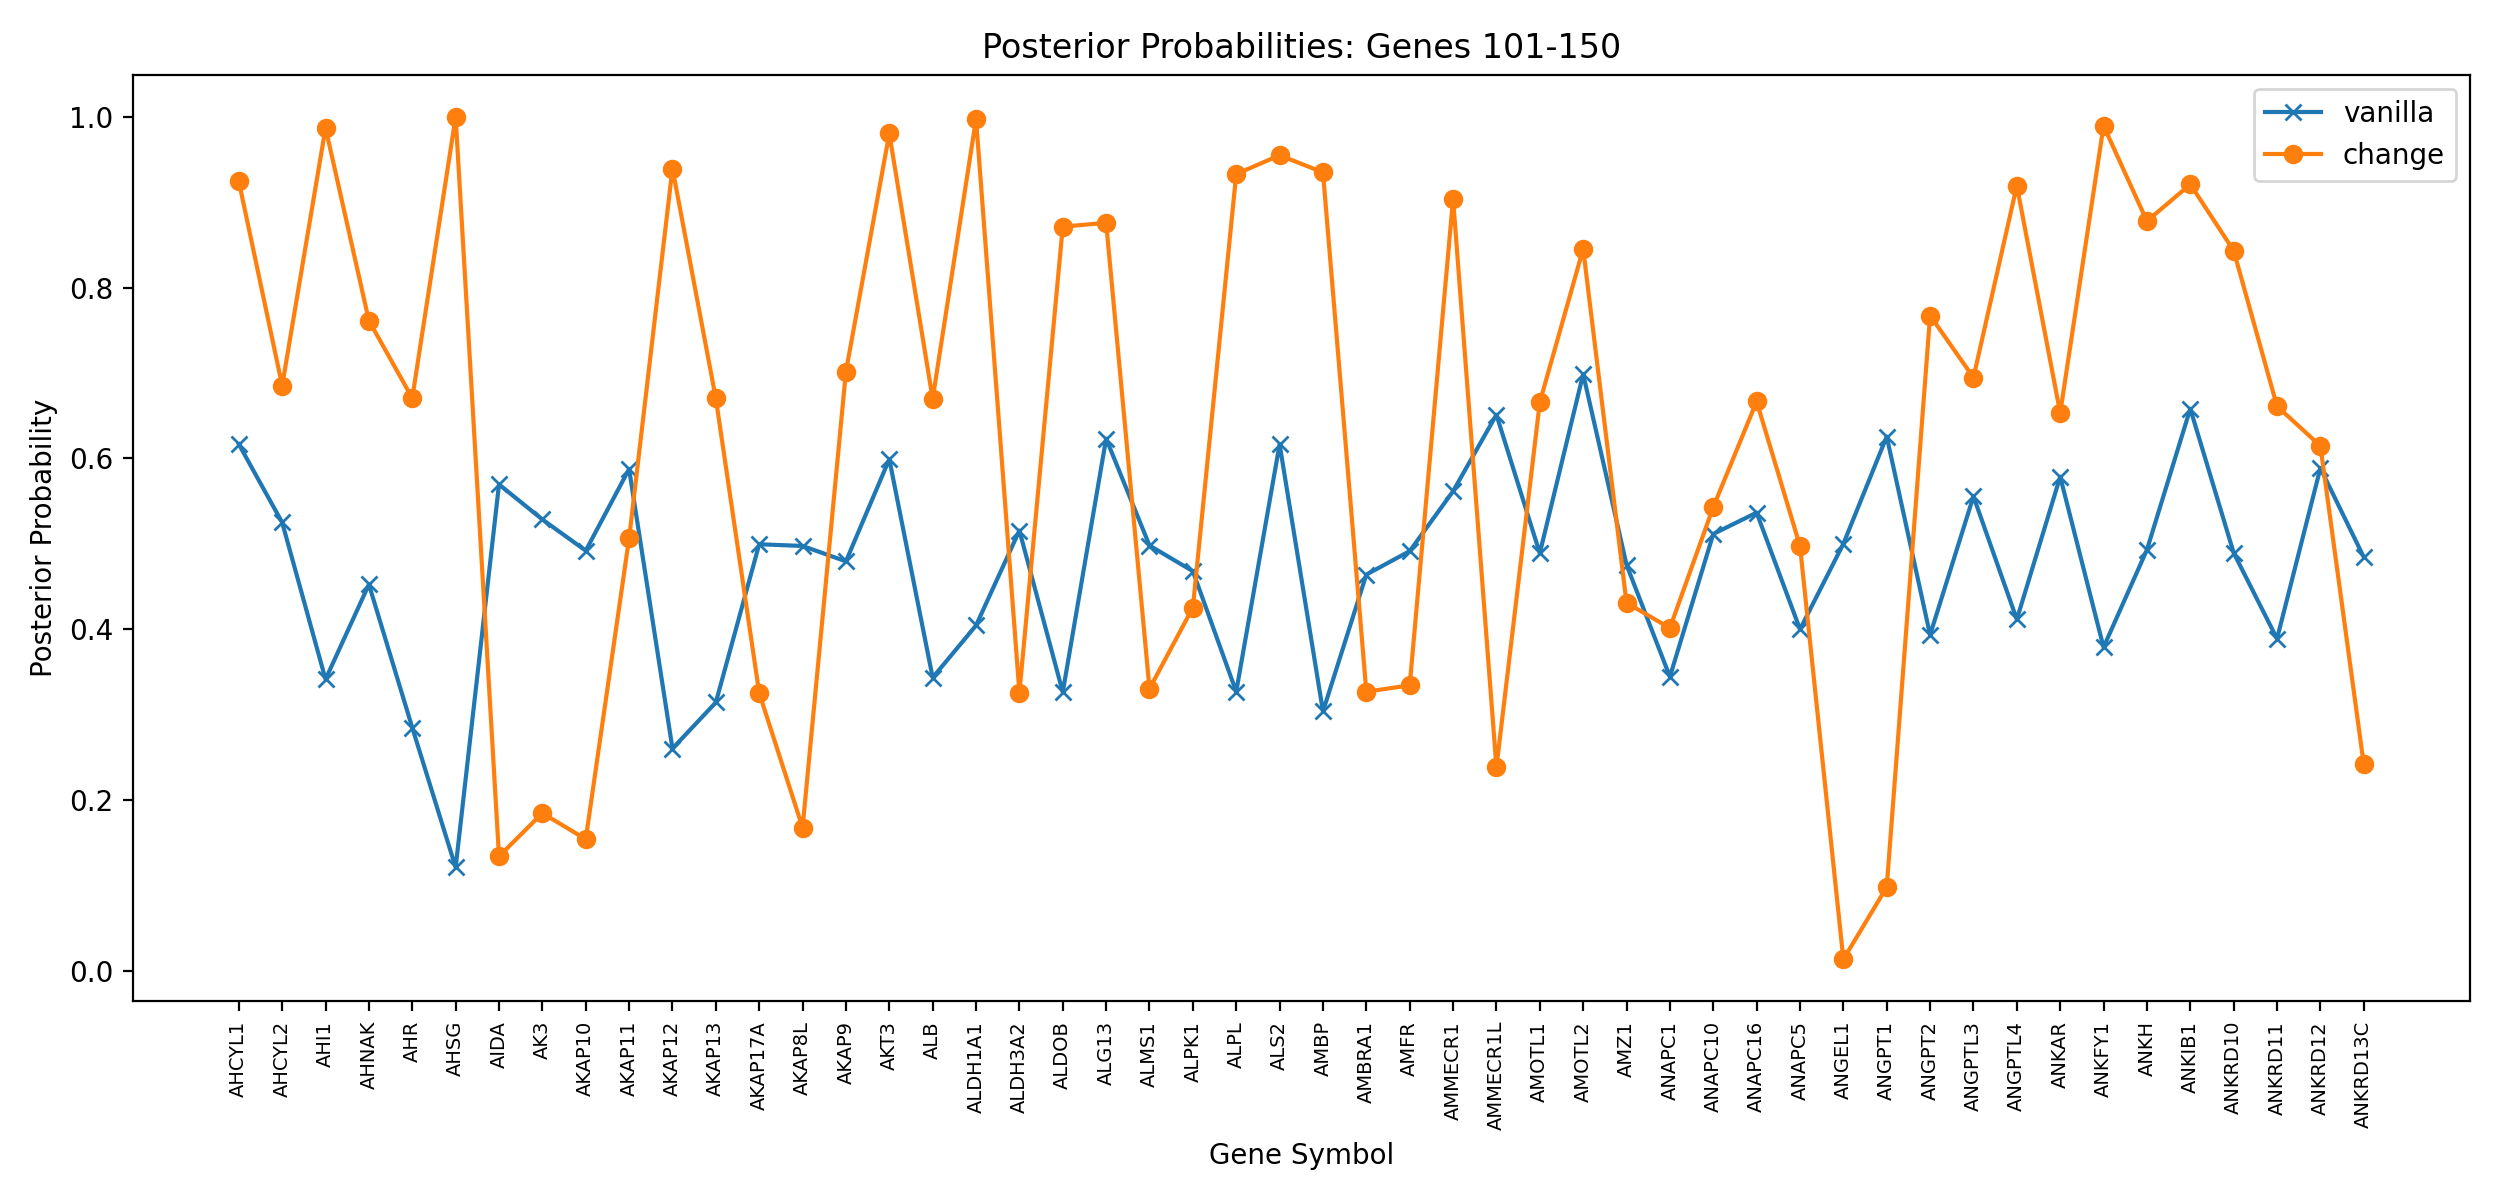 Posterior Probabilities: Genes 101-150
vanilla
change
Posterior Probability
1.0
0.8
0.6
0.4
0.2
0.0
AHCYL1
AHCYL2
AHI1
AHNAK
AHR
AHSG
AIDA
AK3
AKAP10
AKAP11
AKAP12
AKAP13
AKAP17A
AKAP8L
AKAP9
AKT3
ALB
ALDH1A1
ALDH3A2
ALDOB
ALG13
ALMS1
ALPK1
ALPL
ALS2
AMBP
AMBRA1
AMFR
AMMECR1
AMMECR1L
AMOTL1
AMOTL2
AMZ1
ANAPC1
ANAPC10
ANAPC16
ANAPC5
ANGEL1
ANGPT1
ANGPT2
ANGPTL3
ANGPTL4
ANKAR
ANKFY1
ANKH
ANKIB1
ANKRD10
ANKRD11
ANKRD12
ANKRD13C
Gene Symbol